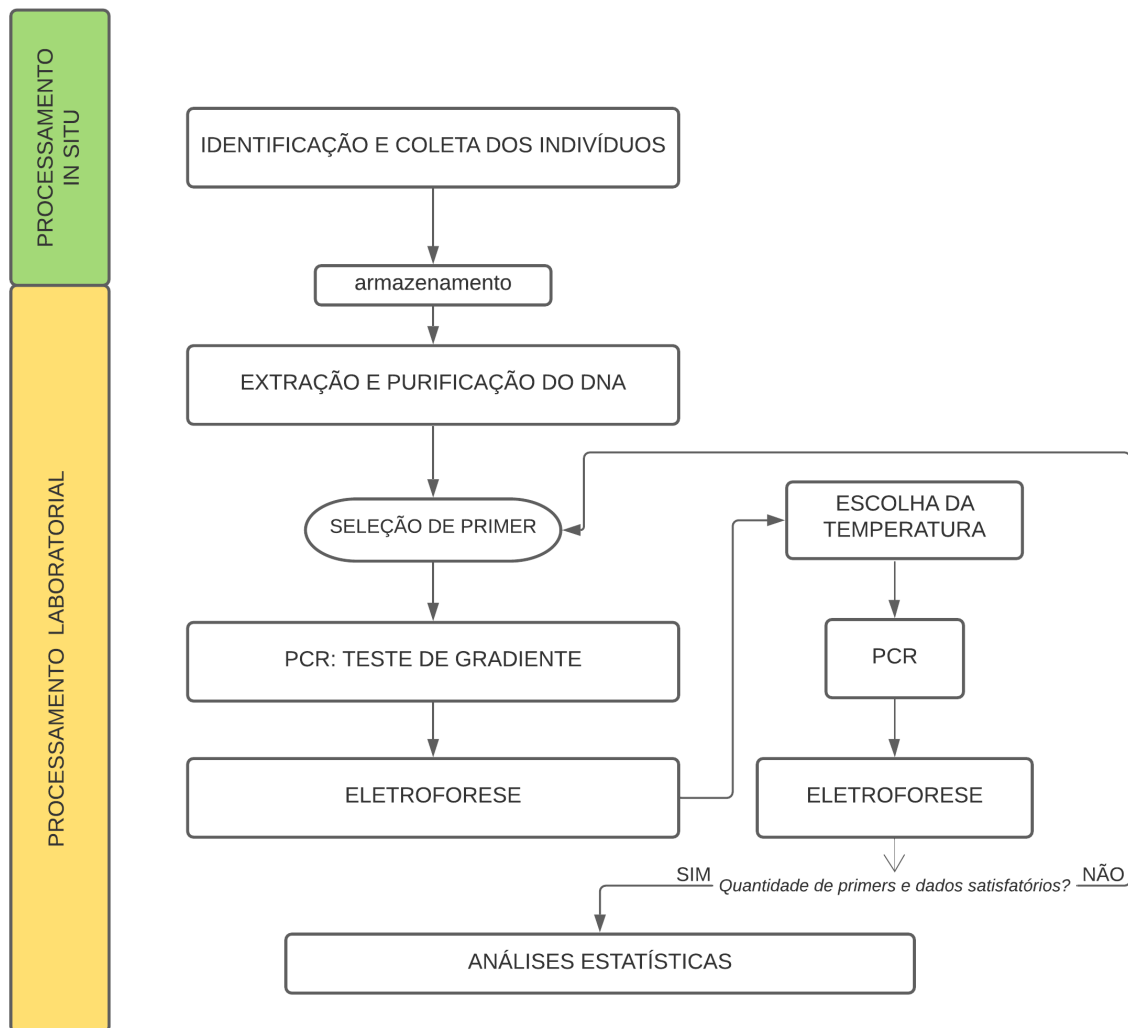 PROCESSAMENTO
IN SITU
IDENTIFICAÇÃO E COLETA DOS INDIVÍDUOS
armazenamento
PROCESSAMENTO LABORATORIAL
EXTRAÇÃO E PURIFICAÇÃO DO DNA
SELEÇÃO DE PRIMER
PCR: TESTE DE GRADIENTE
ELETROFORESE
ESCOLHA DA
TEMPERATURA
PCR
ELETROFORESE
SIM
Quantidade de primers e dados satisfatórios?
NÃO
ANÁLISES ESTATÍSTICAS